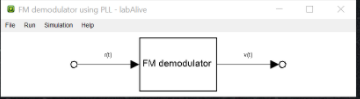 FM demodulator using PLL - labAlive
File Run Simulation Help
r(t) v(t)
FM demodulator